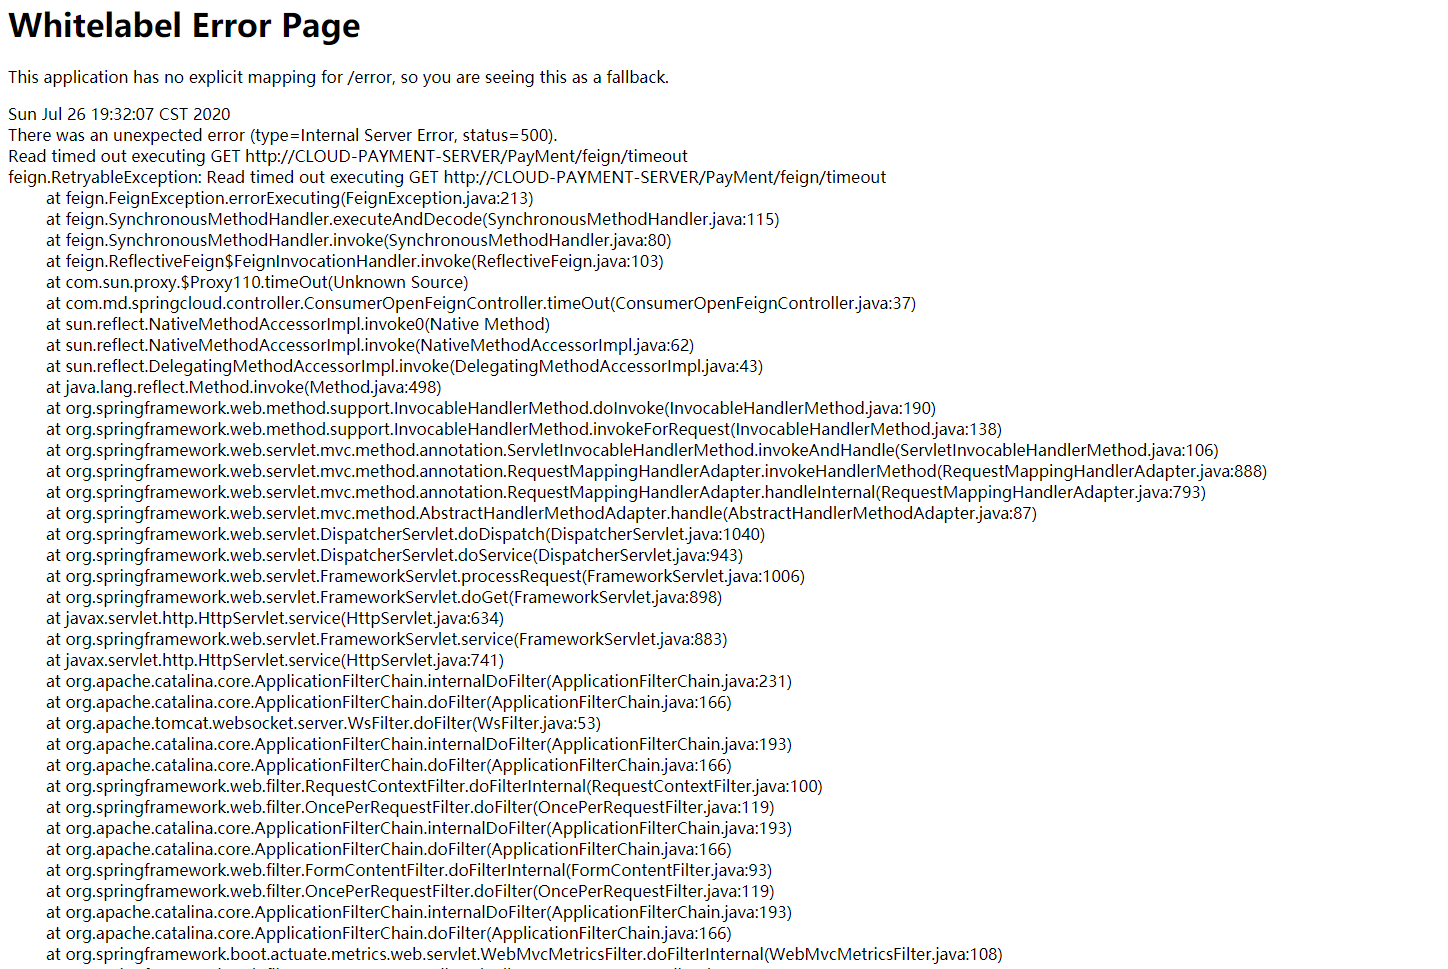 Whitelabel Error Page
This application has no explicit mapping for /error, so you are seeing this as a fallback.
Sun Jul 26 19:32:07 CST 2020
There was an unexpected error (type=Internal Server Error, status=500).
Read timed out executing GET http://CLOUD-PAYMENT-SERVER/PayMent/feign/timeout
feign.RetryableException: Read timed out executing GET http://CLOUD-PAYMENT-SERVER/PayMent/feign/timeout
at feign.FeignException.errorExecuting(FeignException.java:213)
at feign.SynchronousMethodHandler.executeAndDecode(SynchronousMethodHandler.java:115)
at feign.SynchronousMethodHandler.invoke(SynchronousMethodHandler.java:80)
at feign.ReflectiveFeign$FeignInvocationHandler.invoke(ReflectiveFeign.java:103)
at com.sun.proxy.$Proxy110.timeOut(Unknown Source)
at com.md.springcloud.controller.ConsumerOpenFeignController.timeOut(ConsumerOpenFeignController.java:37)
at sun.reflect.NativeMethodAccessorImpl.invoke0(Native Method)
at sun.reflect.NativeMethodAccessorImpl.invoke(NativeMethodAccessorImpl.java:62)
at sun.reflect.DelegatingMethodAccessorImpl.invoke(DelegatingMethodAccessorImpl.java:43)
at java.lang.reflect.Method.invoke(Method.java:498)
at org.springframework.web.method.support.InvocableHandlerMethod.doInvoke(InvocableHandlerMethod.java:190)
at org.springframework.web.method.support.InvocableHandlerMethod.invokeForRequest(InvocableHandlerMethod.java:138)
at org.springframework.web.servlet.mvc.method.annotation.ServletInvocableHandlerMethod.invokeAndHandle(ServletInvocableHandlerMethod.java:106)
at org.springframework.web.servlet.mvc.method.annotation.RequestMappingHandlerAdapter.invokeHandlerMethod(RequestMappingHandlerAdapter.java:888)
at org.springframework.web.servlet.mvc.method.annotation.RequestMappingHandlerAdapter.handleInternal(RequestMappingHandlerAdapter.java:793)
at org.springframework.web.servlet.mvc.method.AbstractHandlerMethodAdapter.handle(AbstractHandlerMethodAdapter.java:87)
at org.springframework.web.servlet.DispatcherServlet.doDispatch(DispatcherServlet.java:1040)
at org.springframework.web.servlet.DispatcherServlet.doService(DispatcherServlet.java:943)
at org.springframework.web.servlet.FrameworkServlet.processRequest(FrameworkServlet.java:1006)
at org.springframework.web.servlet.FrameworkServlet.doGet(FrameworkServlet.java:898)
at javax.servlet.http.HttpServlet.service(HttpServlet.java:634)
at org.springframework.web.servlet.FrameworkServlet.service(FrameworkServlet.java:883)
at javax.servlet.http.HttpServlet.service(HttpServlet.java:741)
at org.apache.catalina.core.ApplicationFilterChain.internalDoFilter(ApplicationFilterChain.java:231)
at org.apache.catalina.core.ApplicationFilterChain.doFilter(ApplicationFilterChain.java:166)
at org.apache.tomcat.websocket.server.WsFilter.doFilter(WsFilter.java:53)
at org.apache.catalina.core.ApplicationFilterChain.internalDoFilter(ApplicationFilterChain.java:193)
at org.apache.catalina.core.ApplicationFilterChain.doFilter(ApplicationFilterChain.java:166)
at org.springframework.web.filter.RequestContextFilter.doFilterInternal(RequestContextFilter.java:100)
at org.springframework.web.filter.OncePerRequestFilter.doFilter(OncePerRequestFilter.java:119)
at org.apache.catalina.core.ApplicationFilterChain.internalDoFilter(ApplicationFilterChain.java:193)
at org.apache.catalina.core.ApplicationFilterChain.doFilter(ApplicationFilterChain.java:166)
at org.springframework.web.filter.FormContentFilter.doFilterInternal(FormContentFilter.java:93)
at org.springframework.web.filter.OncePerRequestFilter.doFilter(OncePerRequestFilter.java:119)
at org.apache.catalina.core.ApplicationFilterChain.internalDoFilter(ApplicationFilterChain.java:193)
at org.apache.catalina.core.ApplicationFilterChain.doFilter(ApplicationFilterChain.java:166)
at org.springframework.boot.actuate.metrics.web.servlet.WebMvcMetricsFilter.doFilterInternal(WebMvcMetricsFilter.java:108)